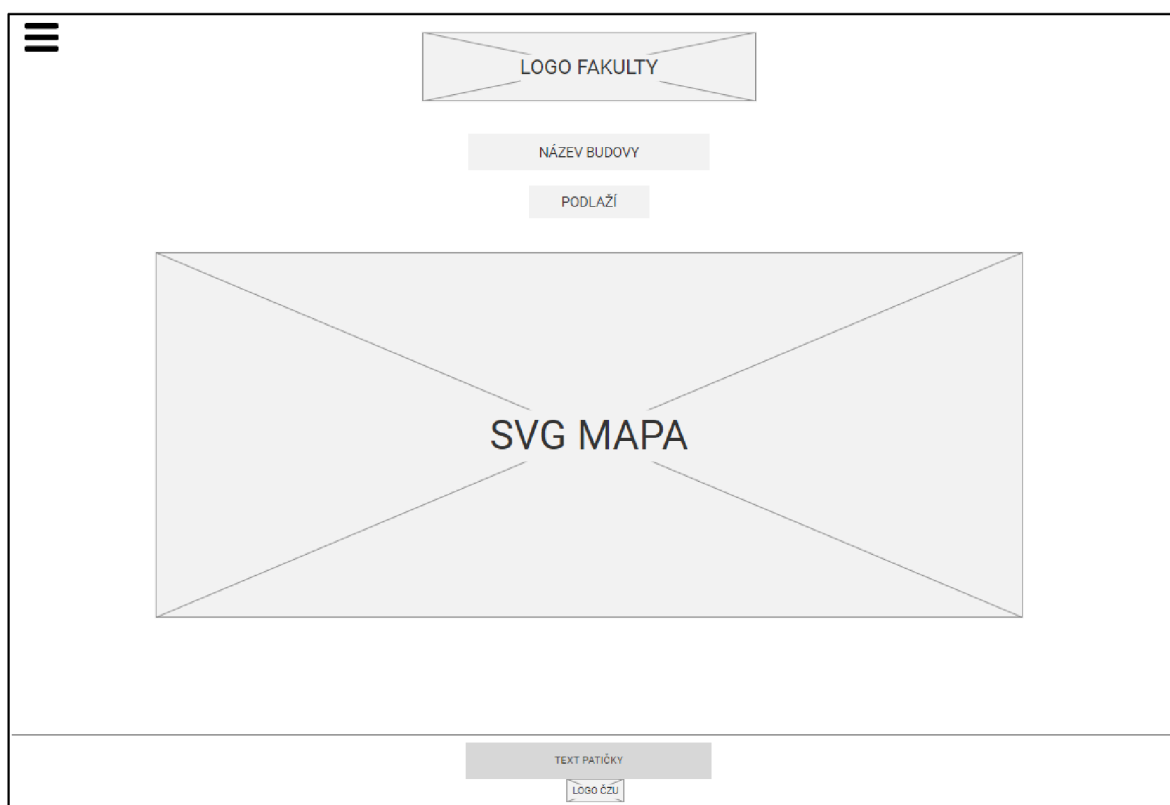 LOGO FAKULTY
NÁZEV BUDOVY
PODLAŽÍ
SVG MAPA
TEXT PATIČKY
LOGO ČZU